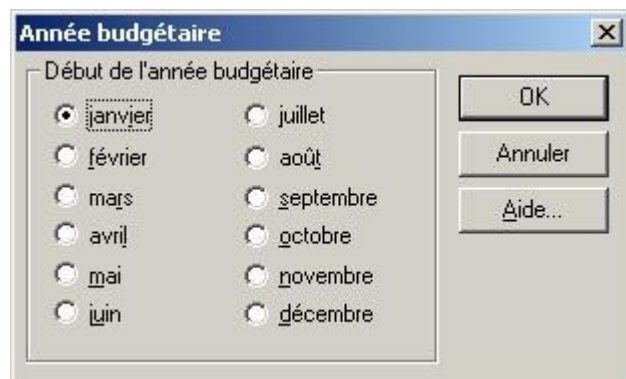 Année budgétaire
Début de l'année budgétaire
janvier
février
mars
avril
mai
juin
juillet
août
septembre
octobre
novembre
décembre
OK
Annuler
Aide...